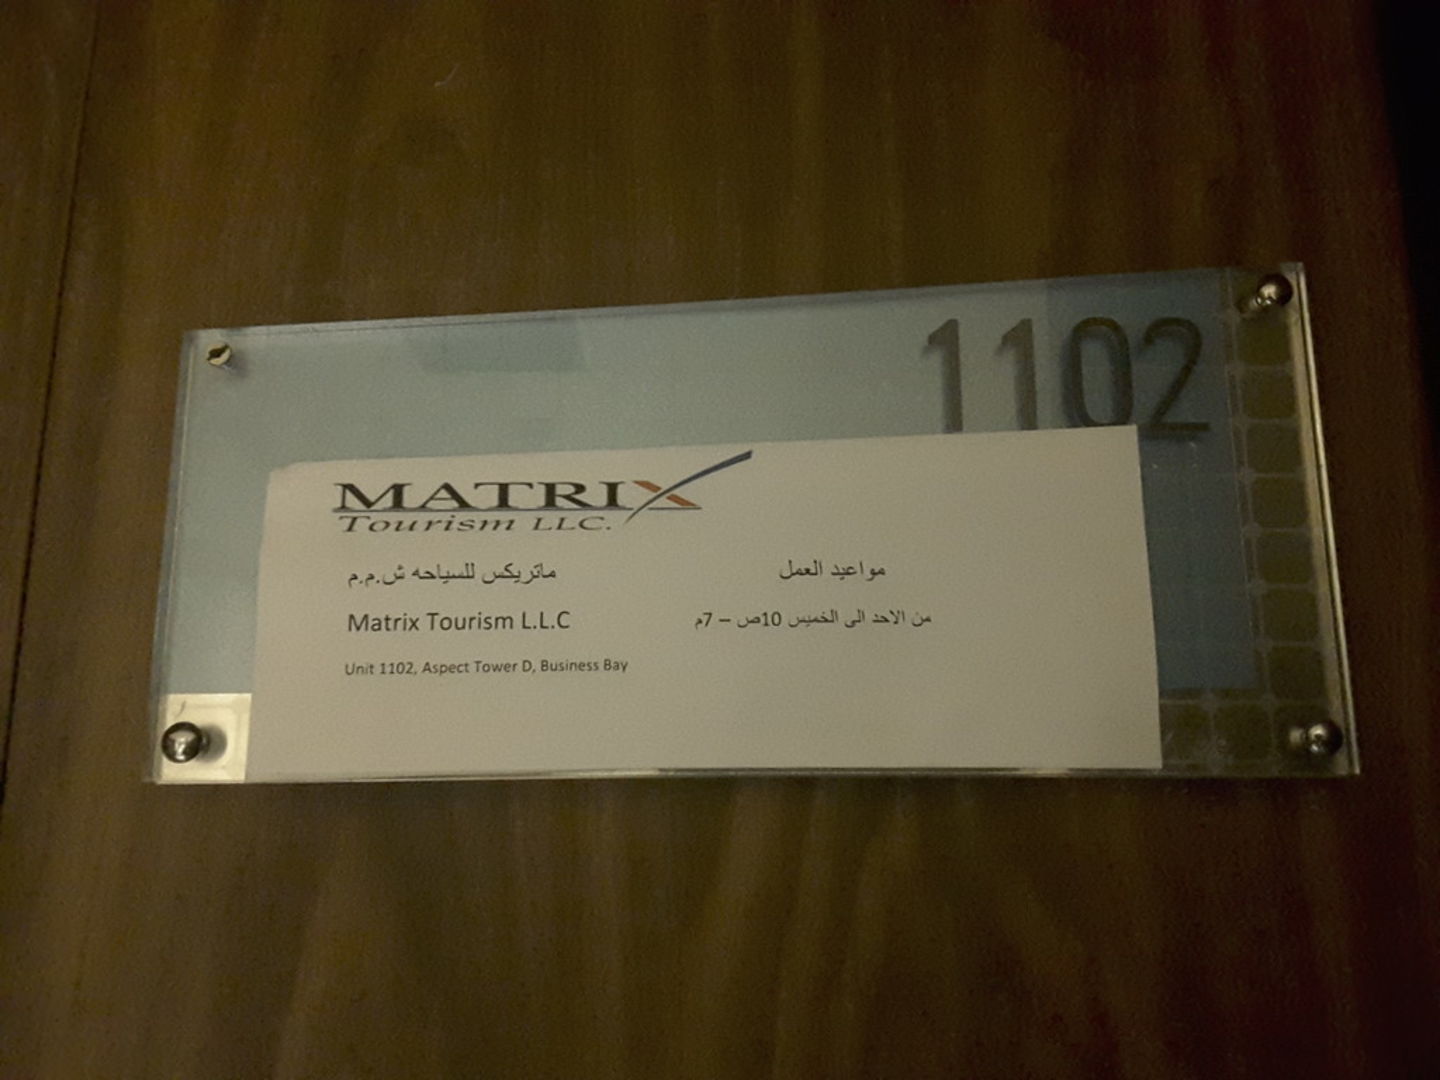 1102
MATRIX
Tourism LLC.
ماتريكس للسياحه ش.م.م
مواعيد العمل
Matrix Tourism L.L.C
من الاحد الى الخميس 10ص – 7م
Unit 1102, Aspect Tower D, Business Bay